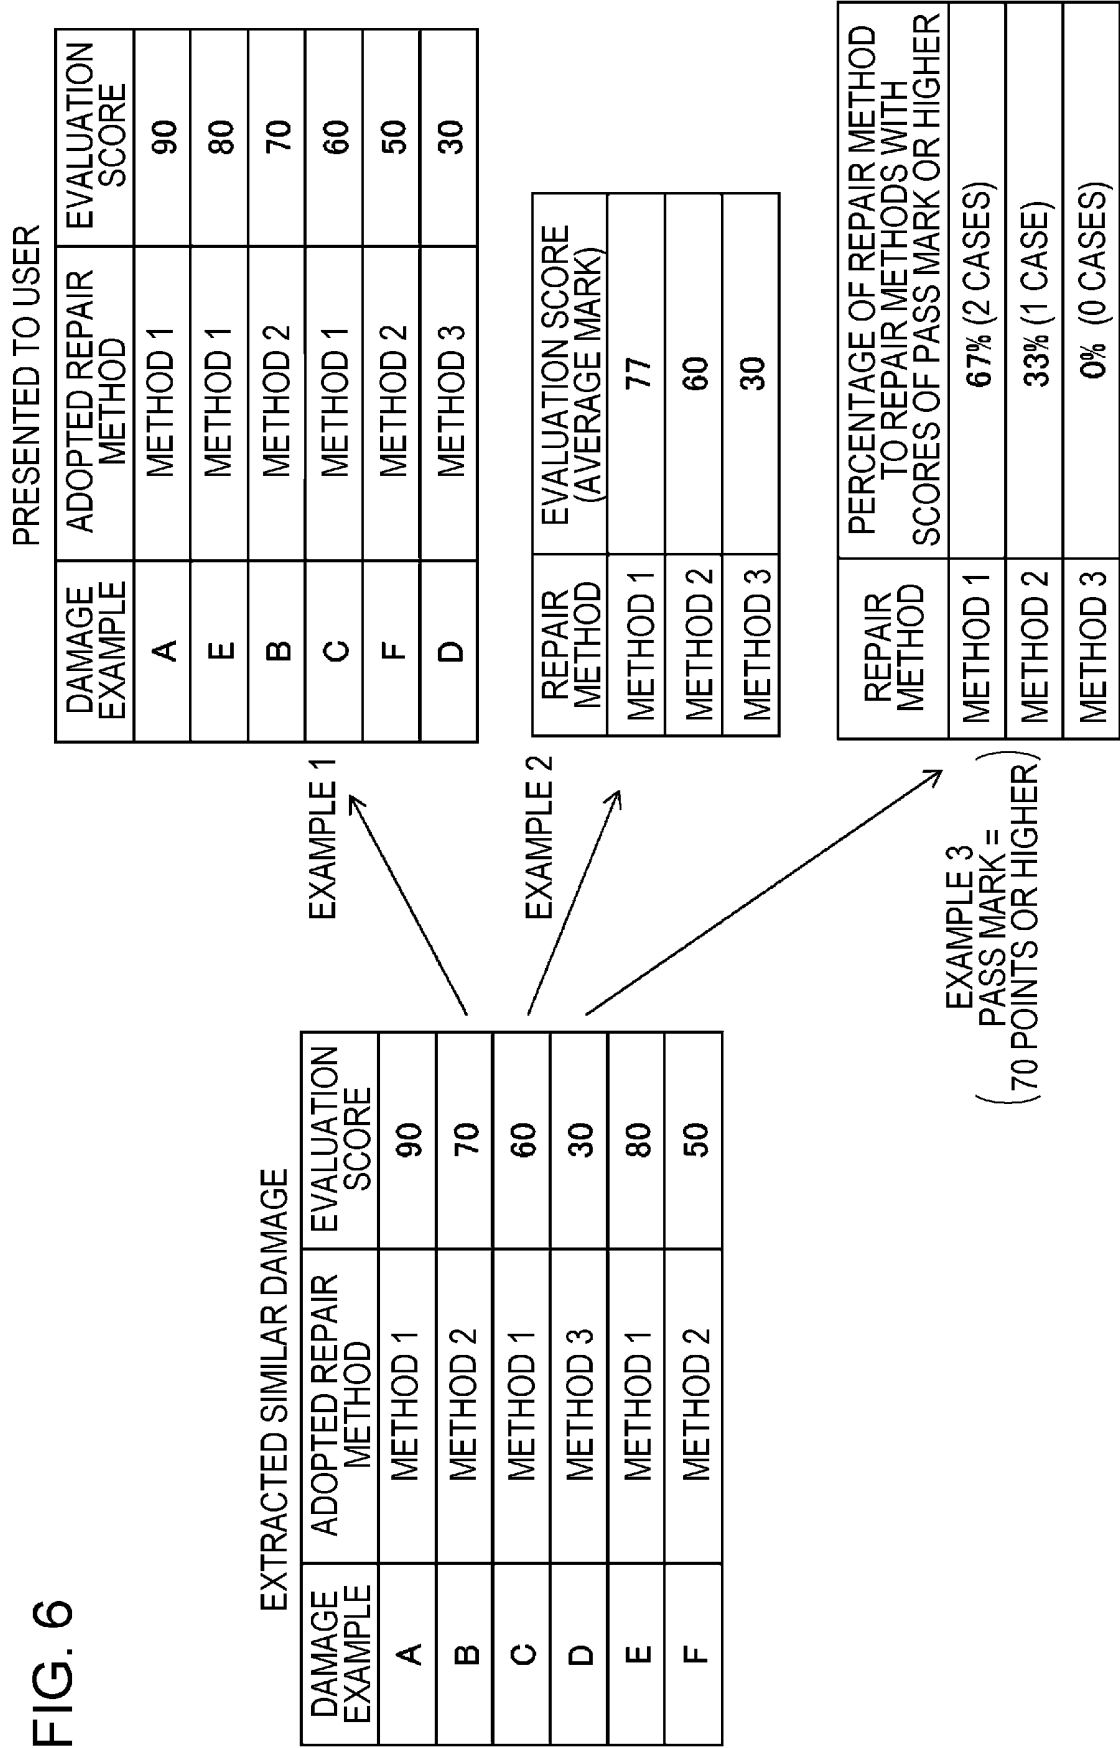 FIG. 6
EXTRACTED SIMILAR DAMAGE
DAMAGE
EXAMPLE
ADOPTED REPAIR
METHOD
EVALUATION
SCORE
A METHOD 1 90
B METHOD 2 70
C METHOD 1 60
D METHOD 3 30
E METHOD 1 80
F METHOD 2 50
PRESENTED TO USER
EXAMPLE 1
DAMAGE
EXAMPLE
ADOPTED REPAIR
METHOD
EVALUATION
SCORE
A METHOD 1 90
E METHOD 1 80
B METHOD 2 70
C METHOD 1 60
F METHOD 2 50
D METHOD 3 30
EXAMPLE 2
REPAIR
METHOD
EVALUATION SCORE
(AVERAGE MARK)
METHOD 1 77
METHOD 2 60
METHOD 3 30
EXAMPLE 3
PASS MARK =
(70 POINTS OR HIGHER)
REPAIR
METHOD
PERCENTAGE OF REPAIR METHOD
TO REPAIR METHODS WITH
SCORES OF PASS MARK OR HIGHER
METHOD 1 67% (2 CASES)
METHOD 2 33% (1 CASE)
METHOD 3 0% (0 CASES)